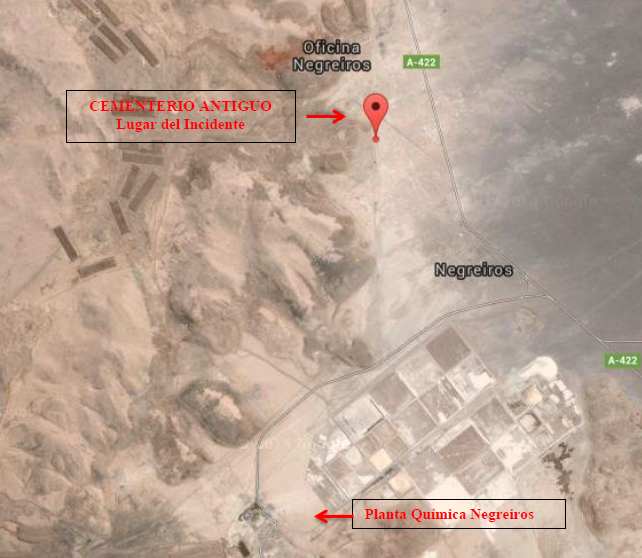 Oficina
Negreiros
A-422
CEMENTERIO ANTIGUO
Lugar del Incidente
Negreiros
A-422
Planta Química Negreiros